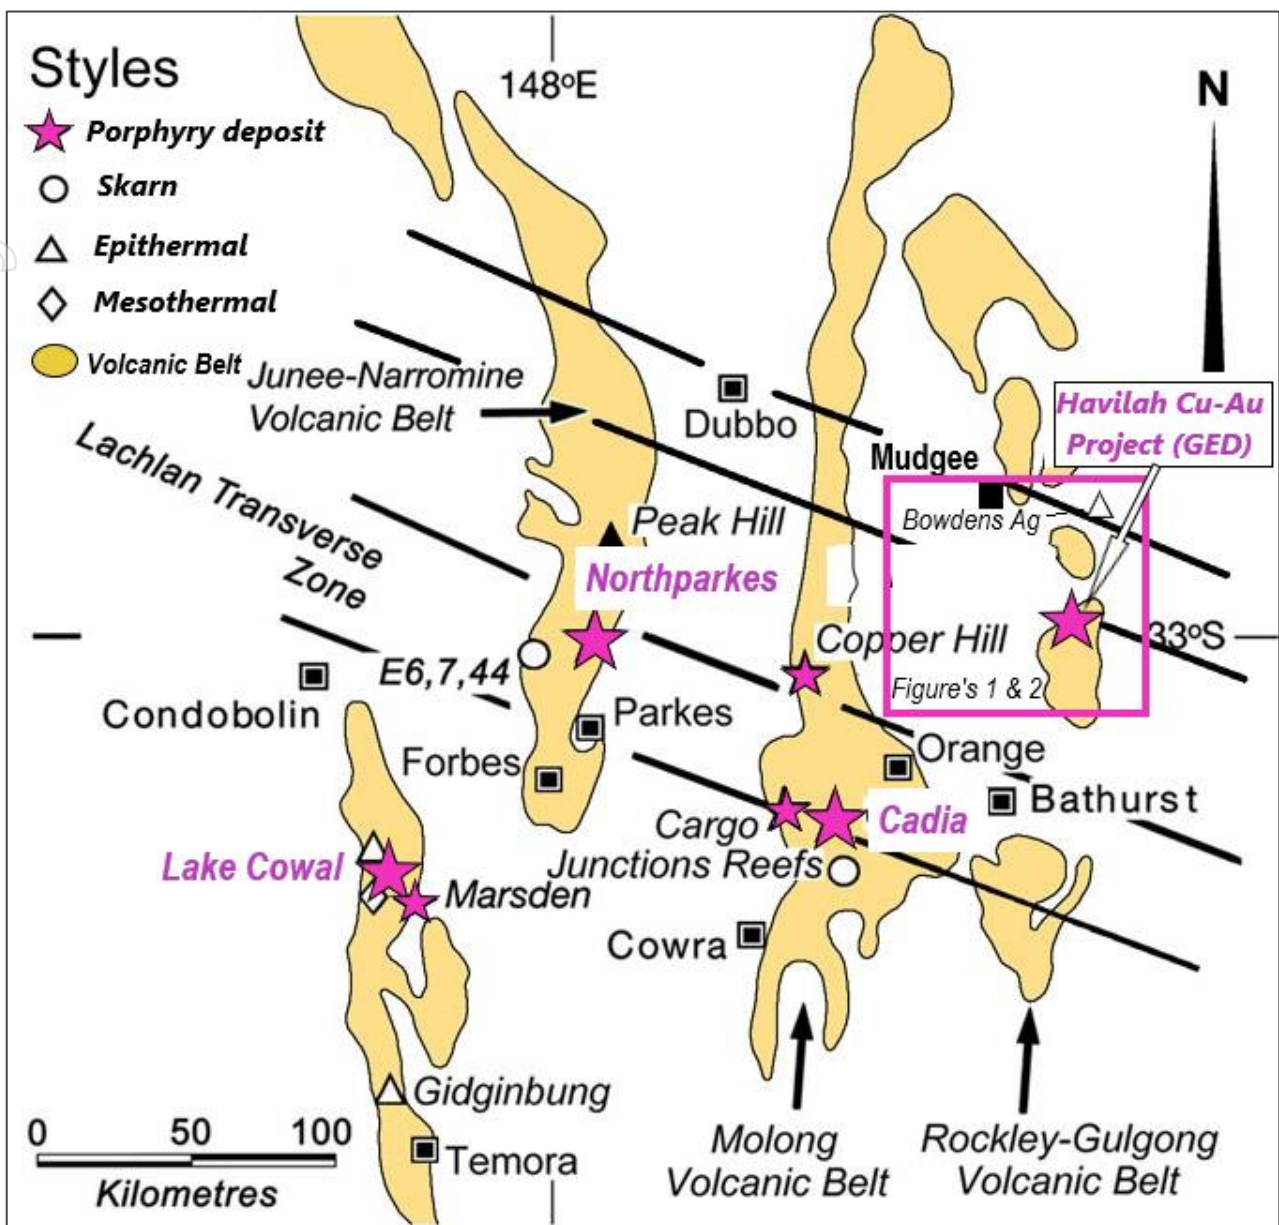 Styles
Porphyry deposit
Skarn
Epithermal
Mesothermal
Volcanic Belt
148ºE
N
Junee-Narromine
Volcanic Belt
Lachlan Transverse
Zone
Dubbo
Mudgee
Havilah Cu-Au
Project (GED)
Bowdens Ag
Peak Hill
Northparkes
Copper Hill
33ºS
E6,7,44
Figure's 1 & 2
Condobolin
Parkes
Forbes
Orange
Bathurst
Cargo
Cadia
Lake Cowal
Junctions Reefs
Marsden
Cowra
Gidginbung
Temora
0 50 100
Kilometres
Molong
Volcanic Belt
Rockley-Gulgong
Volcanic Belt